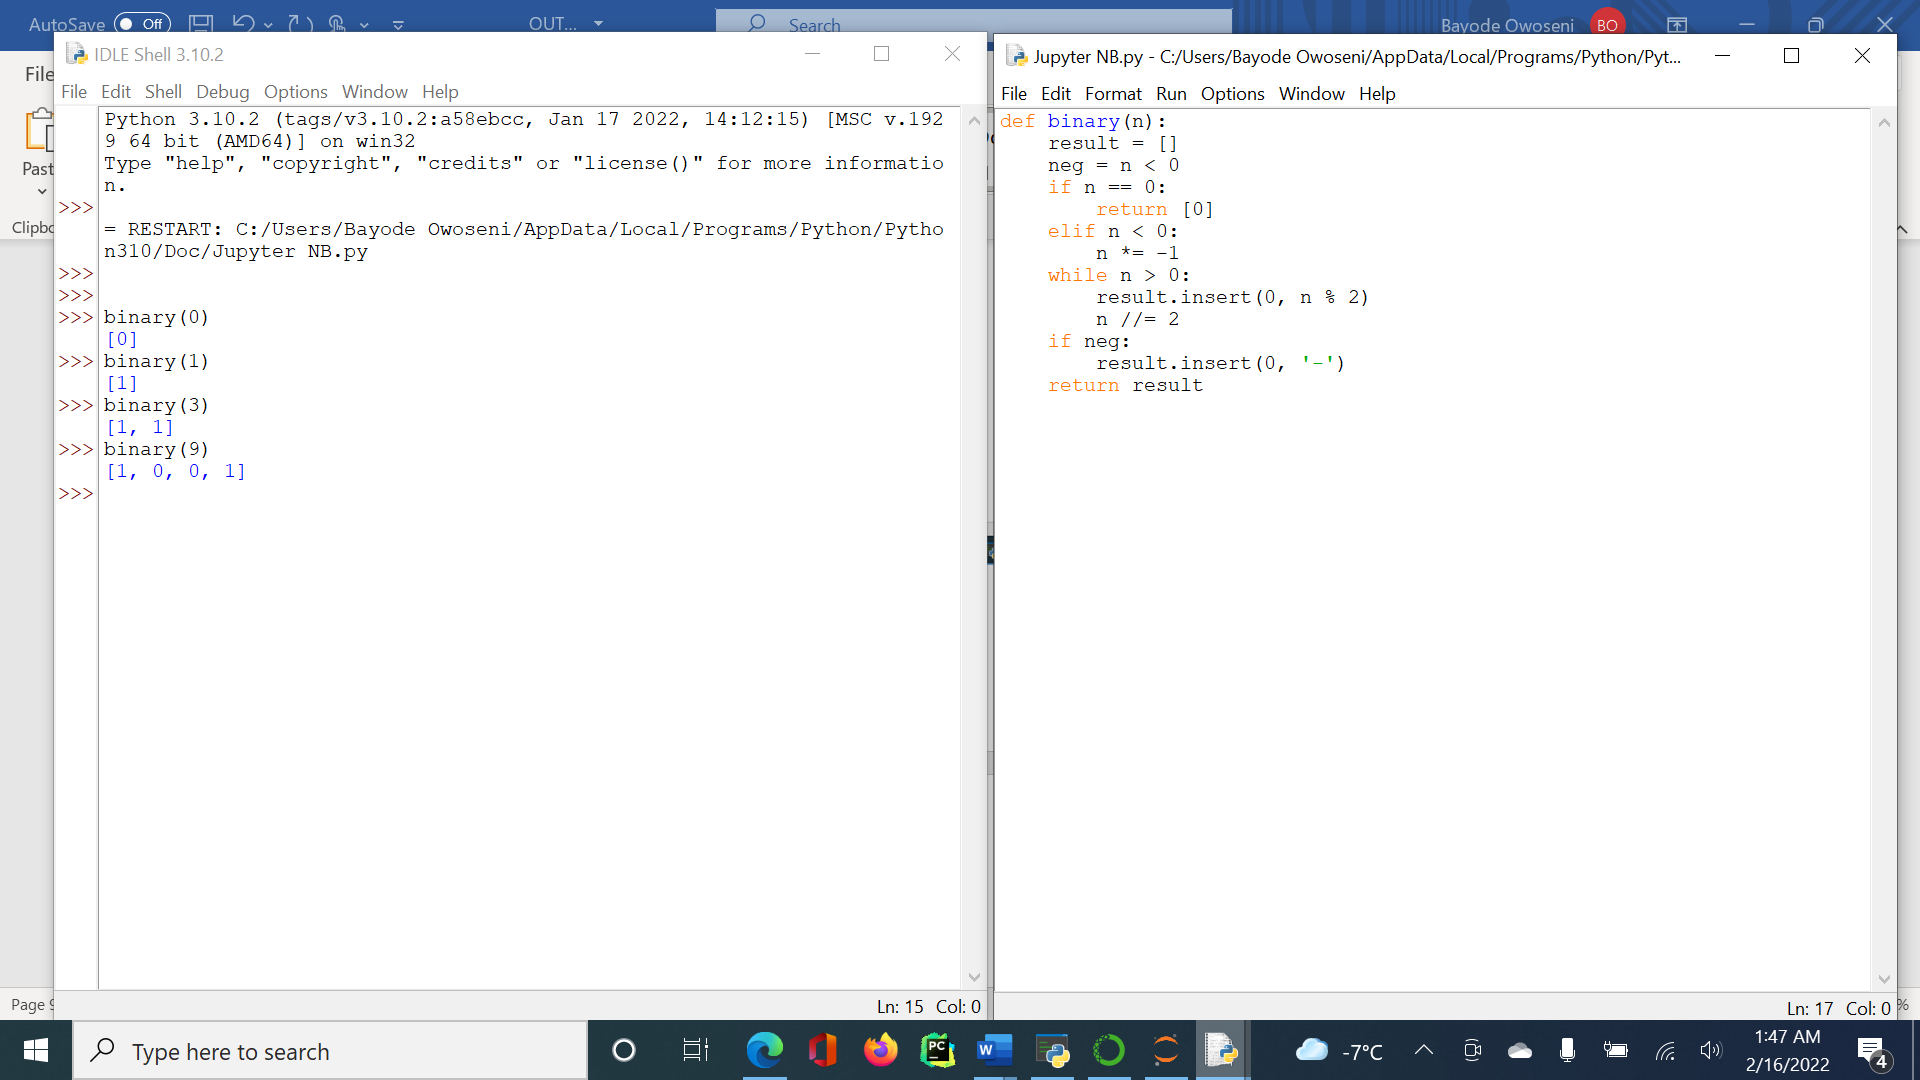 AutoSave Off OUT... Search Bayode Owoseni BO
File
Past
Clipbo
Page 9
%
IDLE Shell 3.10.2
File Edit Shell Debug Options Window Help
Python 3.10.2 (tags/v3.10.2:a58ebcc, Jan 17 2022, 14:12:15) [MSC v.192
9 64 bit (AMD64)] on win32
Type "help", "copyright", "credits" or "license()" for more informatio
n.
>>>
= RESTART: C:/Users/Bayode Owoseni/AppData/Local/Programs/Python/Pytho
n310/Doc/Jupyter NB.py
>>>
>>>
>>> binary(0)
[0]
>>> binary(1)
[1]
>>> binary(3)
[1, 1]
>>> binary(9)
[1, 0, 0, 1]
>>>
Ln: 15 Col: 0
Jupyter NB.py - C:/Users/Bayode Owoseni/AppData/Local/Programs/Python/Pyt...
File Edit Format Run Options Window Help
def binary(n):
    result = []
    neg = n < 0
    if n == 0:
        return [0]
    elif n < 0:
        n *= -1
    while n > 0:
        result.insert(0, n % 2)
        n //= 2
    if neg:
        result.insert(0, '-')
    return result
Ln: 17 Col: 0
Type here to search
PC
W
-7°C
1:47 AM
2/16/2022
4